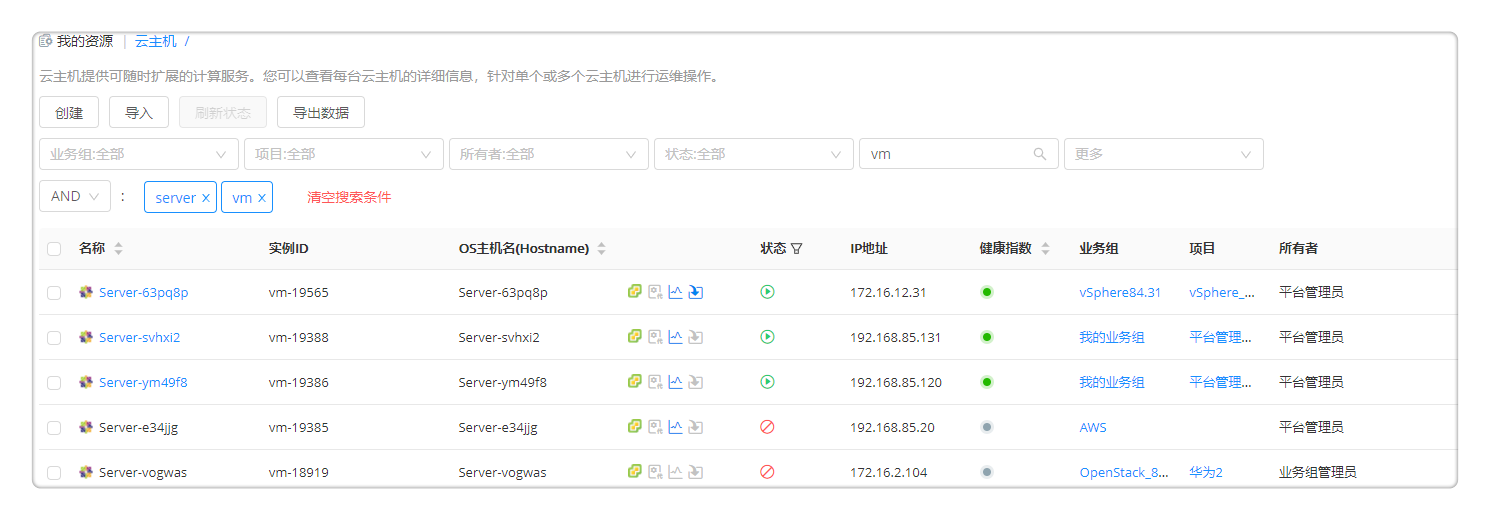 我的资源 | 云主机 /
云主机提供可随时扩展的计算服务。您可以查看每台云主机的详细信息，针对单个或多个云主机进行运维操作。
创建 导入 刷新状态 导出数据
业务组:全部 项目:全部 所有者:全部 状态:全部 vm 更多
AND : server × vm × 清空搜索条件
名称 实例ID OS主机名(Hostname) 状态 IP地址 健康指数 业务组 项目 所有者
Server-63pq8p vm-19565 Server-63pq8p 172.16.12.31 vSphere84.31 vSphere_... 平台管理员
Server-svhxi2 vm-19388 Server-svhxi2 192.168.85.131 我的业务组 平台管理... 平台管理员
Server-ym49f8 vm-19386 Server-ym49f8 192.168.85.120 我的业务组 平台管理... 平台管理员
Server-e34jjg vm-19385 Server-e34jjg 192.168.85.20 AWS 平台管理员
Server-vogwas vm-18919 Server-vogwas 172.16.2.104 OpenStack_8... 华为2 业务组管理员